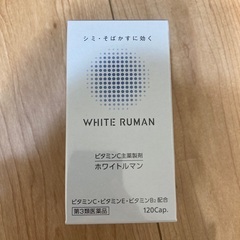 シミ・そばかすに効く
WHITE RUMAN
ビタミンC主薬製剤
ホワイトルマン
ビタミンC・ビタミンE・ビタミンB₂ 配合
第3類医薬品
120Cap.